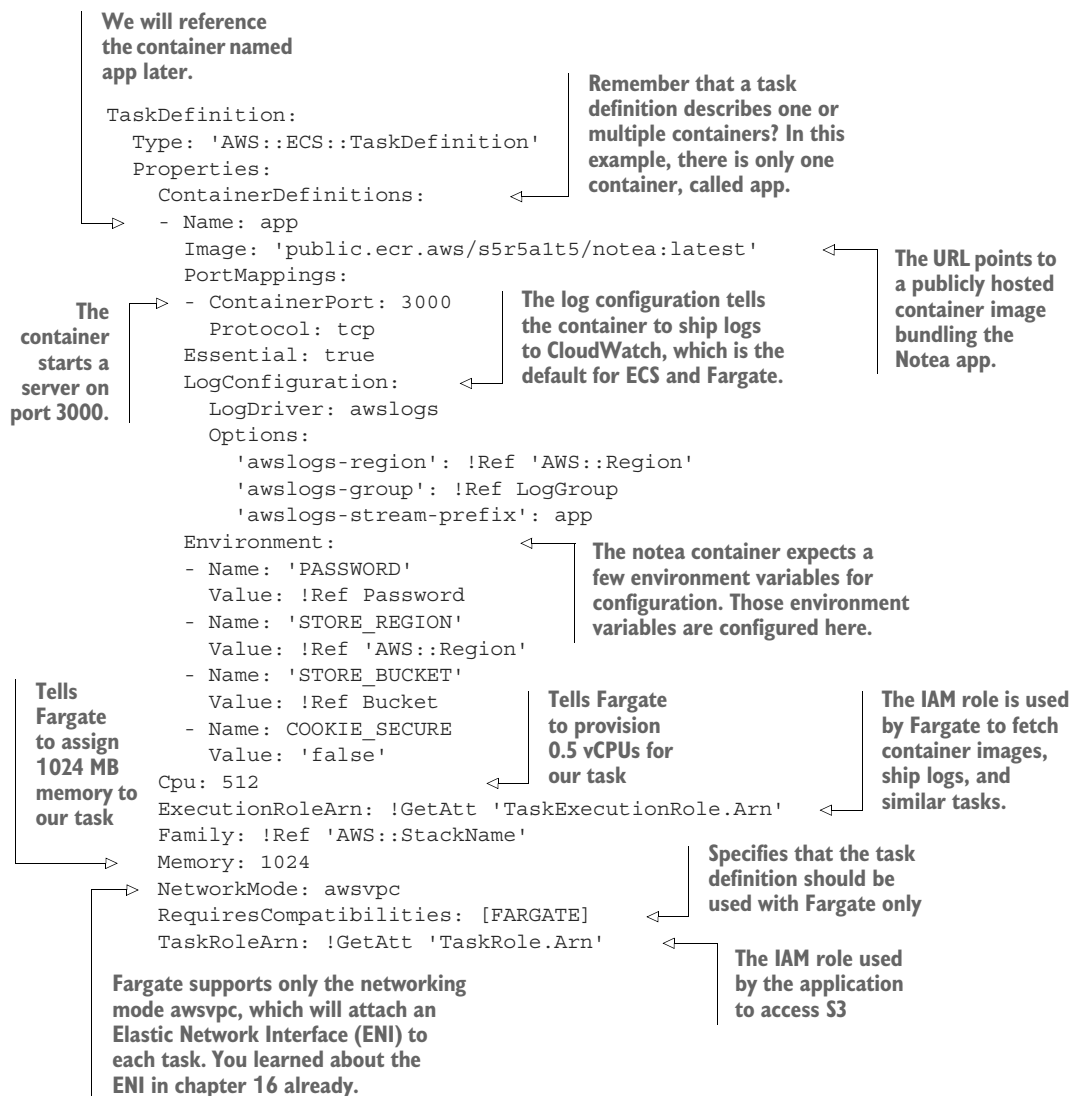 We will reference
the container named
app later.
Remember that a task
definition describes one or
multiple containers? In this
example, there is only one
container, called app.
TaskDefinition:
  Type: 'AWS::ECS::TaskDefinition'
  Properties:
    ContainerDefinitions:
    - Name: app
      Image: 'public.ecr.aws/s5r5a1t5/notea:latest'
      PortMappings:
      - ContainerPort: 3000
        Protocol: tcp
      Essential: true
      LogConfiguration:
        LogDriver: awslogs
        Options:
          'awslogs-region': !Ref 'AWS::Region'
          'awslogs-group': !Ref LogGroup
          'awslogs-stream-prefix': app
      Environment:
      - Name: 'PASSWORD'
        Value: !Ref Password
      - Name: 'STORE_REGION'
        Value: !Ref 'AWS::Region'
      - Name: 'STORE_BUCKET'
        Value: !Ref Bucket
      - Name: COOKIE_SECURE
        Value: 'false'
    Cpu: 512
    ExecutionRoleArn: !GetAtt 'TaskExecutionRole.Arn'
    Family: !Ref 'AWS::StackName'
    Memory: 1024
    NetworkMode: awsvpc
    RequiresCompatibilities: [FARGATE]
    TaskRoleArn: !GetAtt 'TaskRole.Arn'
The URL points to
a publicly hosted
container image
bundling the
Notea app.
The
container
starts a
server on
port 3000.
The log configuration tells
the container to ship logs
to CloudWatch, which is the
default for ECS and Fargate.
The notea container expects a
few environment variables for
configuration. Those environment
variables are configured here.
Tells
Fargate
to assign
1024 MB
memory to
our task
Tells Fargate
to provision
0.5 vCPUs for
our task
The IAM role is used
by Fargate to fetch
container images,
ship logs, and
similar tasks.
Specifies that the task
definition should be
used with Fargate only
The IAM role used
by the application
to access S3
Fargate supports only the networking
mode awsvpc, which will attach an
Elastic Network Interface (ENI) to
each task. You learned about the
ENI in chapter 16 already.